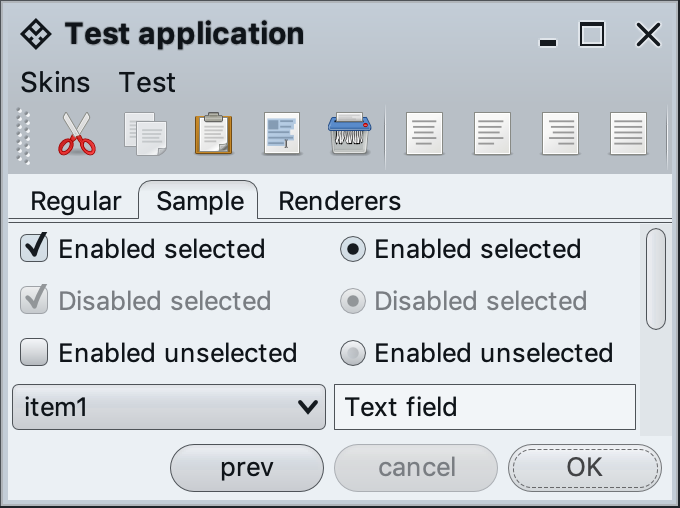 Test application
Skins Test
Regular Sample Renderers
Enabled selected Enabled selected
Disabled selected Disabled selected
Enabled unselected Enabled unselected
item1 Text field
prev cancel OK